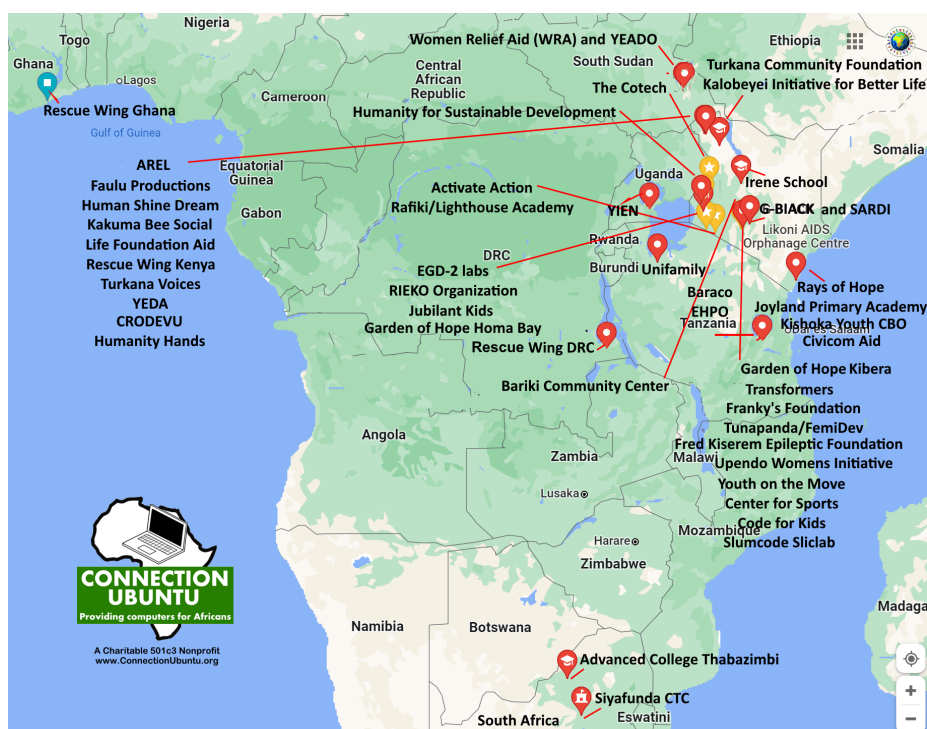 Nigeria
Togo
Ghana
Lagos
Rescue Wing Ghana
Gulf of Guinea
Cameroon
Central
African
Republic
Women Relief Aid (WRA) and YEADO
South Sudan
Ethiopia
The Cotech
Turkana Community Foundation
Kalobeyei Initiative for Better Life
Humanity for Sustainable Development
Somalia
Equatorial
Guinea
Gabon
AREL
Faulu Productions
Human Shine Dream
Kakuma Bee Social
Life Foundation Aid
Rescue Wing Kenya
Turkana Voices
YEDA
CRODEVU
Humanity Hands
Uganda
Irene School
Activate Action
Rafiki/Lighthouse Academy
YIEN
G-BIACK and SARDI
Likoni AIDS
Orphanage Centre
Rwanda
DRC
Burundi
Unifamily
EGD-2 labs
RIEKO Organization
Jubilant Kids
Garden of Hope Homa Bay
Rescue Wing DRC
Baraco
EHPO
Tanzania
Rays of Hope
Joyland Primary Academy
Kishoka Youth CBO
Civicom Aid
Bariki Community Center
Garden of Hope Kibera
Transformers
Franky's Foundation
Tunapanda/FemiDev
Fred Kiserem Epileptic Foundation
Upendo Womens Initiative
Youth on the Move
Center for Sports
Code for Kids
Slumcode Sliclab
Angola
Zambia
Malawi
Lusaka
Mozambique
Harare
Zimbabwe
Madaga
Namibia
Botswana
CONNECTION
UBUNTU
Providing computers for Africans
A Charitable 501c3 Nonprofit
www.ConnectionUbuntu.org
Advanced College Thabazimbi
Siyafunda CTC
South Africa
Eswatini